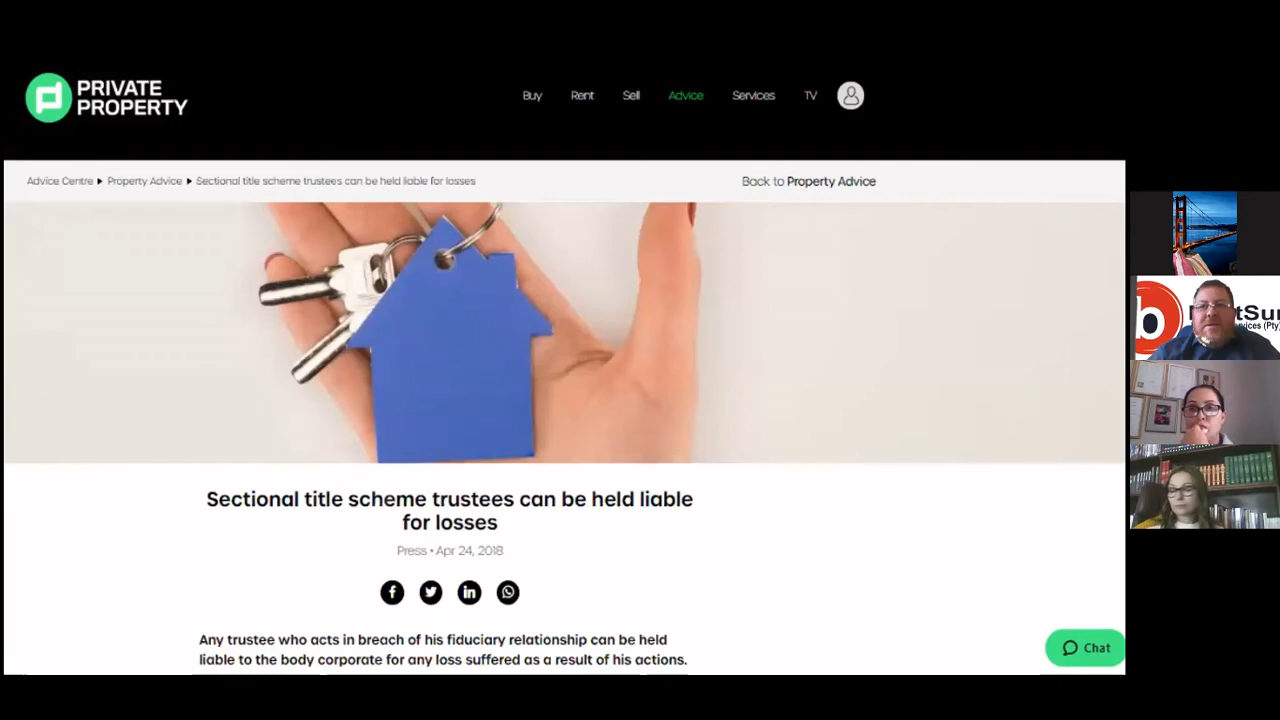 PRIVATE
PROPERTY
Buy Rent Sell Advice Services TV
Advice Centre ▶ Property Advice ▶ Sectional title scheme trustees can be held liable for losses
Back to Property Advice
Sectional title scheme trustees can be held liable
for losses
Press • Apr 24, 2018
Any trustee who acts in breach of his fiduciary relationship can be held
liable to the body corporate for any loss suffered as a result of his actions.
Chat